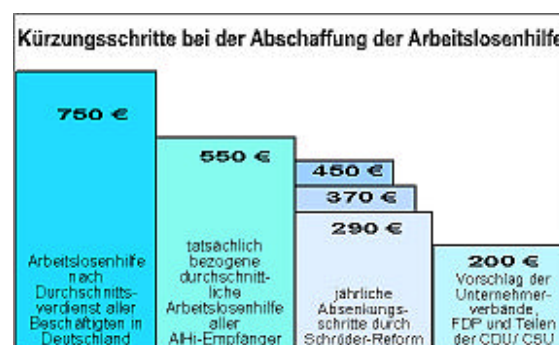 Kürzungsschritte bei der Abschaffung der Arbeitslosenhilfe
750 €
Arbeitslosenhilfe
nach
Durchschnitts-
verdienst aller
Beschäftigten in
Deutschland
550 €
tatsächlich
bezogene
durchschnitt-
liche
Arbeitslosenhilfe
aller
AlHi-Empfänger
450 €
370 €
290 €
jährliche
Absenkungs-
schritte durch
Schröder-Reform
200 €
Vorschlag der
Unternehmer-
verbände,
FDP und Teilen
der CDU/ CSU